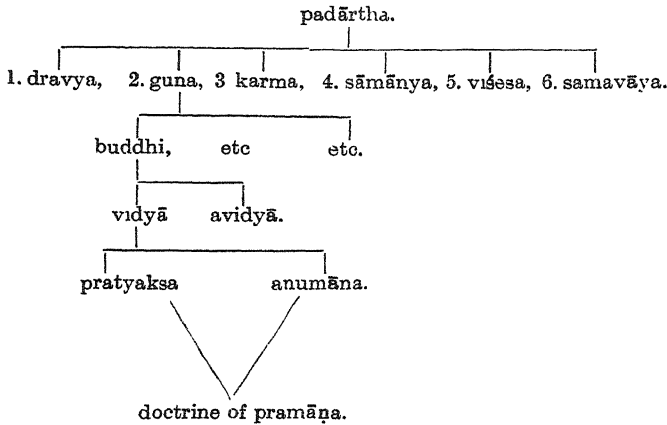 padārtha.
1. dravya, 2. guna, 3 karma, 4. sāmānya, 5. viśesa, 6. samavāya.
buddhi, etc etc.
vidyā avidyā.
pratyaksa anumāna.
doctrine of pramāṇa.